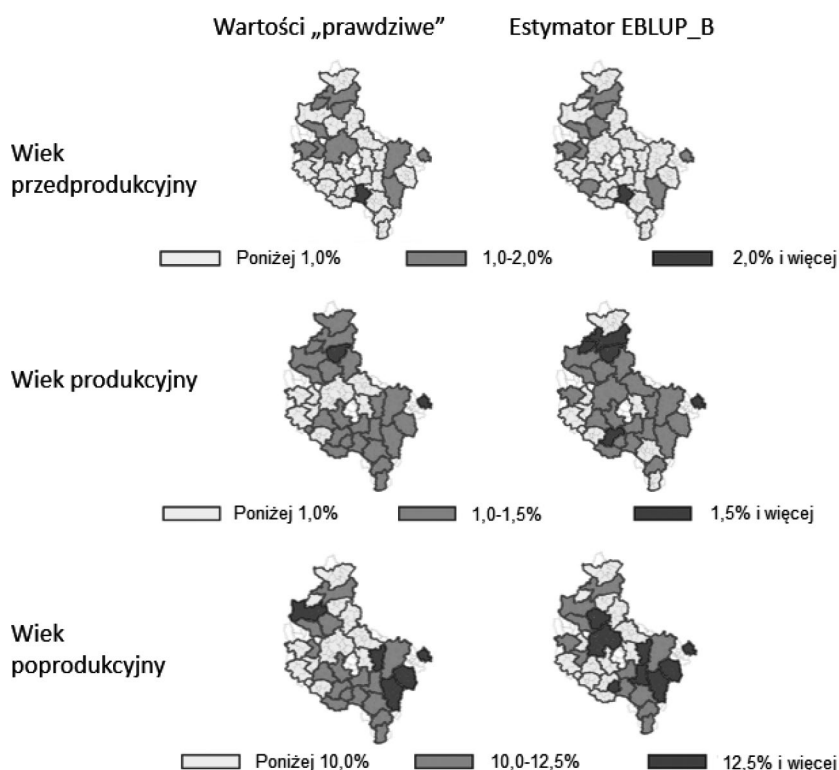 Wartości „prawdziwe”
Estymator EBLUP_B
Wiek
przedprodukcyjny
Poniżej 1,0%
1,0-2,0%
2,0% i więcej
Wiek produkcyjny
Poniżej 1,0%
1,0-1,5%
1,5% i więcej
Wiek
poprodukcyjny
Poniżej 10,0%
10,0-12,5%
12,5% i więcej